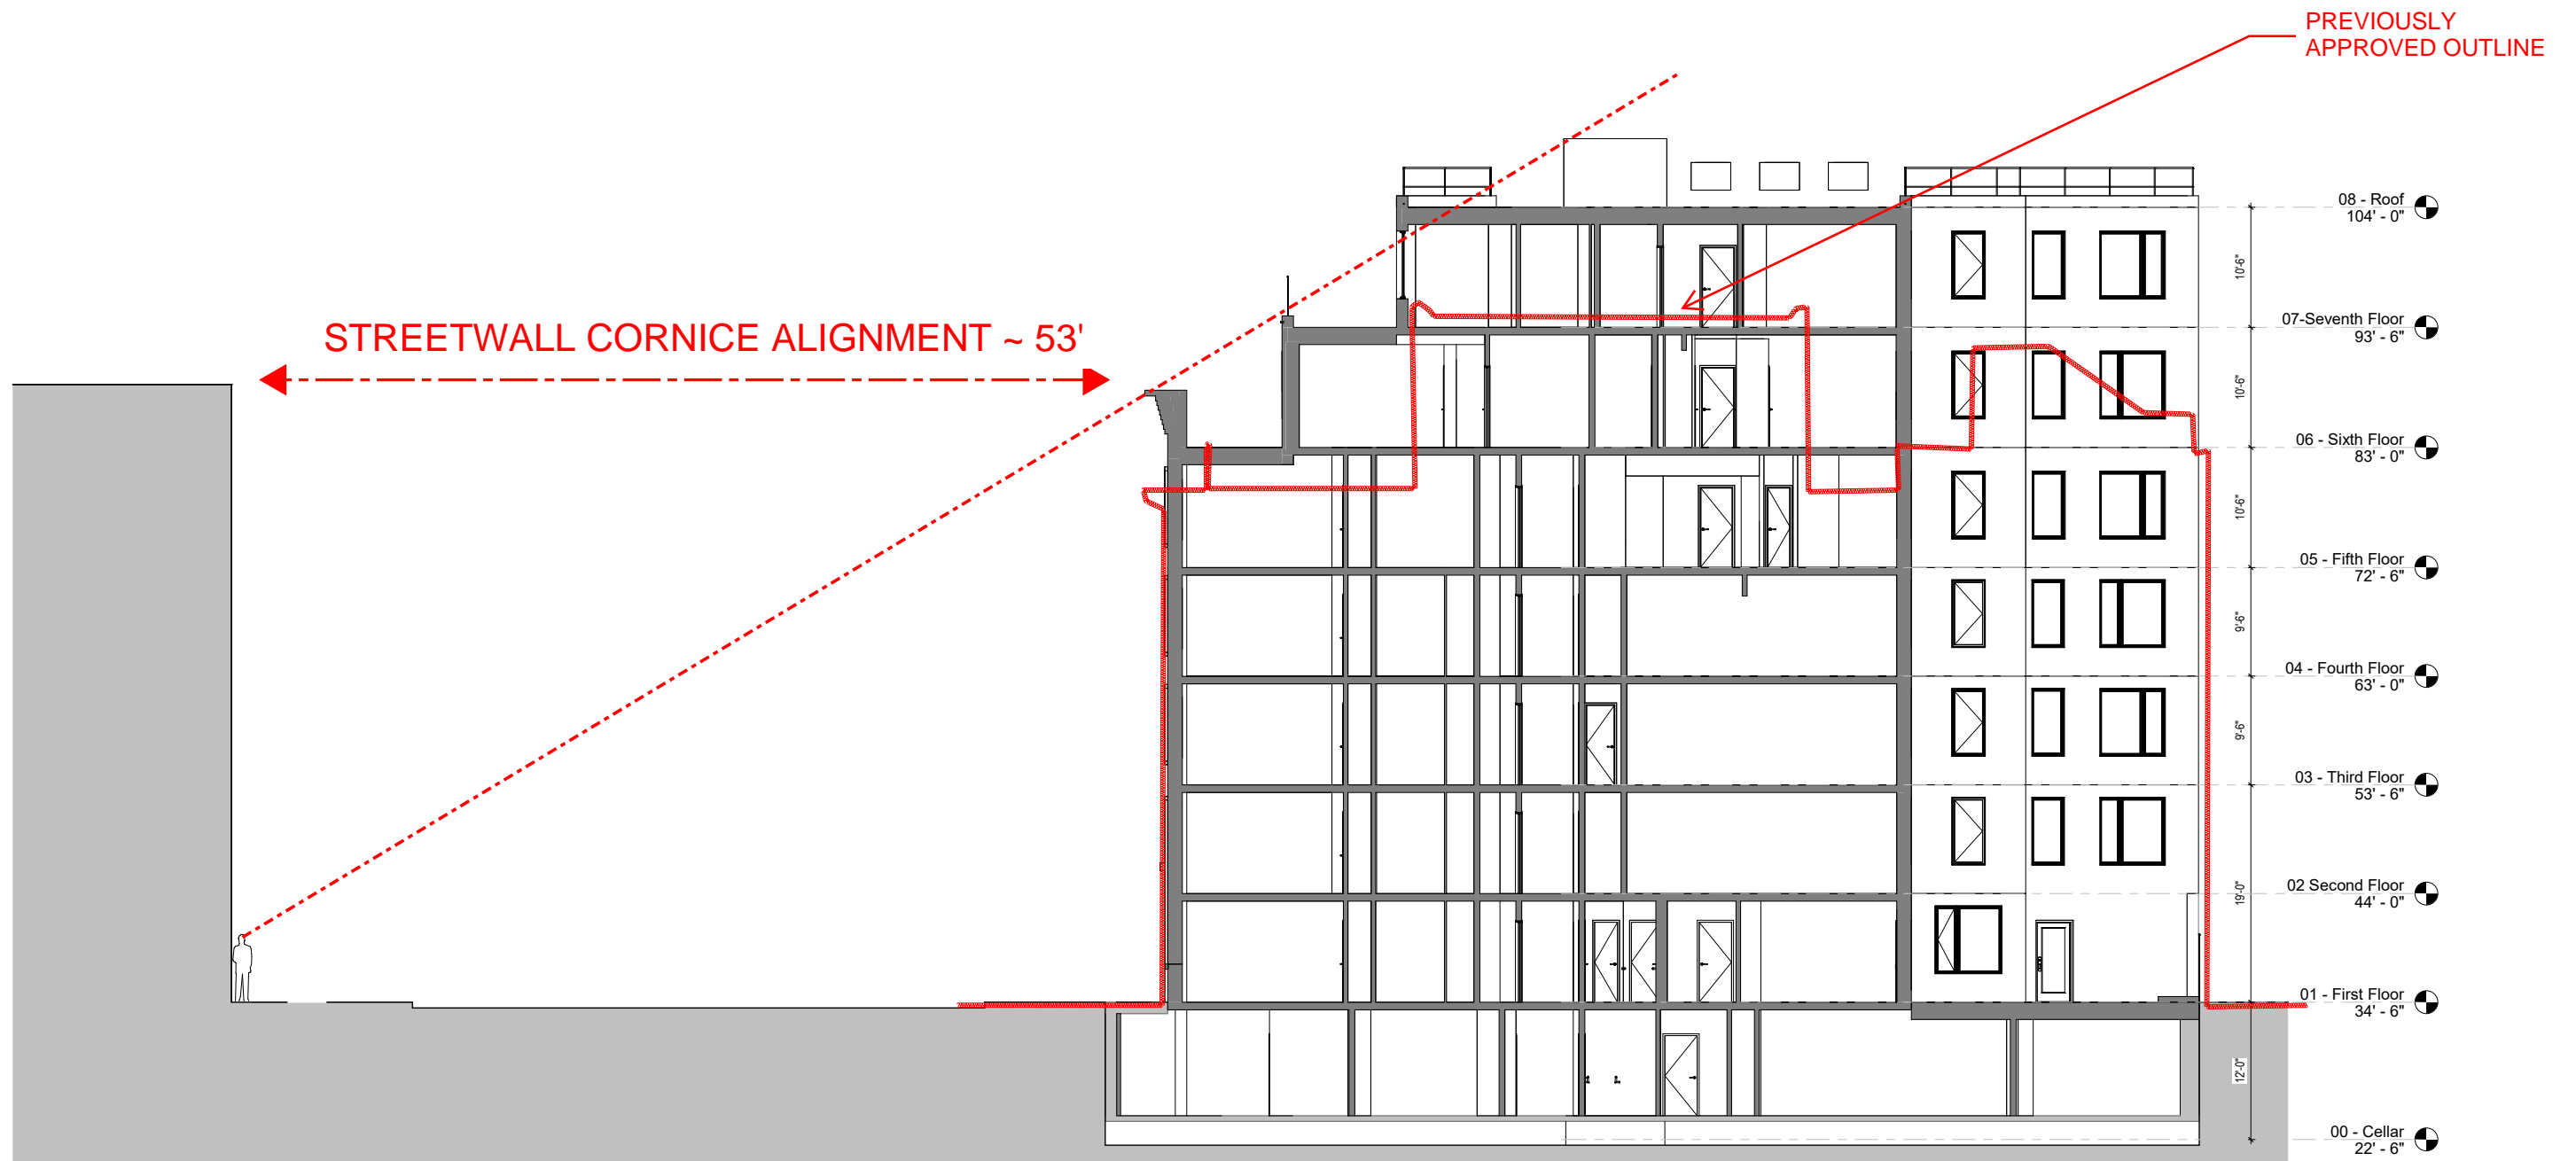 PREVIOUSLY
APPROVED OUTLINE
STREETWALL CORNICE ALIGNMENT ~ 53'
08 - Roof
104' - 0"
10'-6"
07-Seventh Floor
93' - 6"
10'-6"
06 - Sixth Floor
83' - 0"
10'-6"
05 - Fifth Floor
72' - 6"
9'-6"
04 - Fourth Floor
63' - 0"
9'-6"
03 - Third Floor
53' - 6"
19'-0"
02 Second Floor
44' - 0"
01 - First Floor
34' - 6"
12'-0"
00 - Cellar
22' - 6"